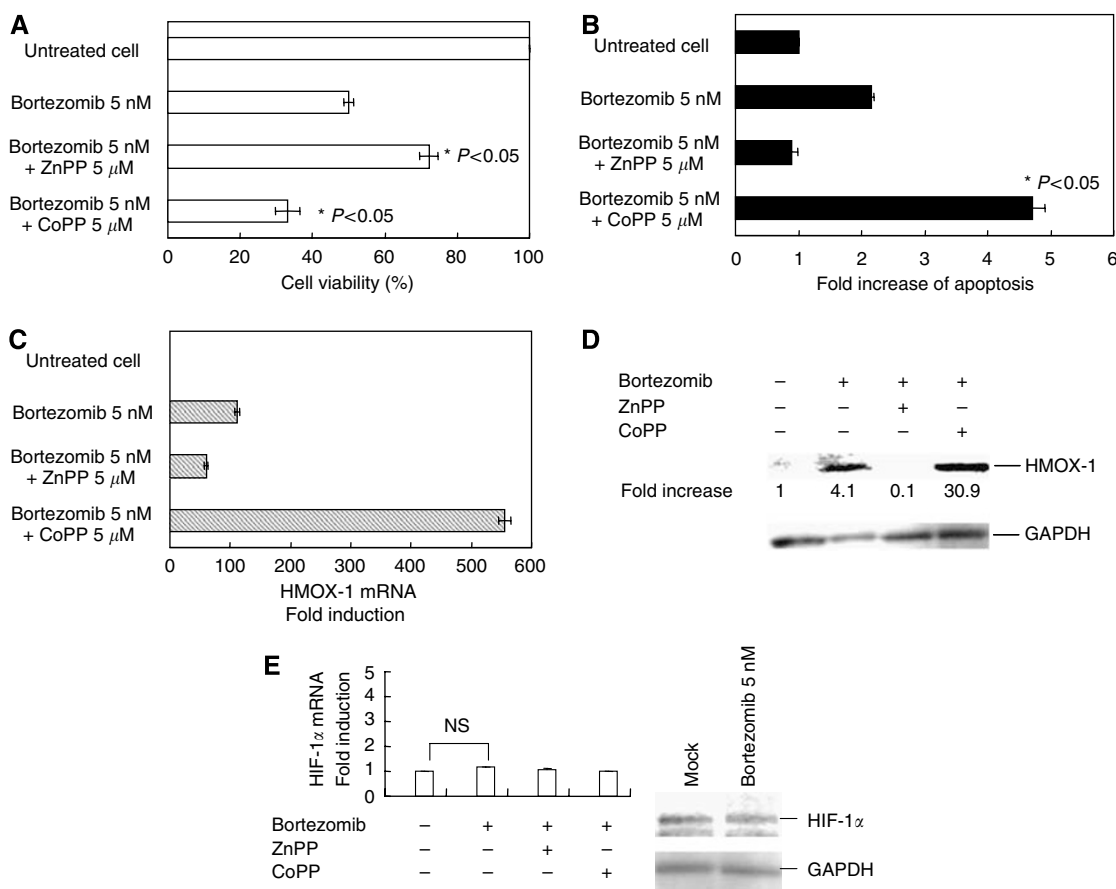 A
Untreated cell
Bortezomib 5 nM
Bortezomib 5 nM
+ ZnPP 5 μM
Bortezomib 5 nM
+ CoPP 5 μM
* P<0.05
* P<0.05
0 20 40 60 80 100
Cell viability (%)
B
Untreated cell
Bortezomib 5 nM
Bortezomib 5 nM
+ ZnPP 5 μM
Bortezomib 5 nM
+ CoPP 5 μM
* P<0.05
0 1 2 3 4 5 6
Fold increase of apoptosis
C
Untreated cell
Bortezomib 5 nM
Bortezomib 5 nM
+ ZnPP 5 μM
Bortezomib 5 nM
+ CoPP 5 μM
0 100 200 300 400 500 600
HMOX-1 mRNA
Fold induction
D
Bortezomib − + + +
ZnPP − − + −
CoPP − − − +
HMOX-1
Fold increase 1 4.1 0.1 30.9
GAPDH
E
HIF-1α mRNA
Fold induction
5
4
3
2
1
0
NS
Bortezomib − + + +
ZnPP − − + −
CoPP − − − +
Mock
Bortezomib 5 nM
HIF-1α
GAPDH